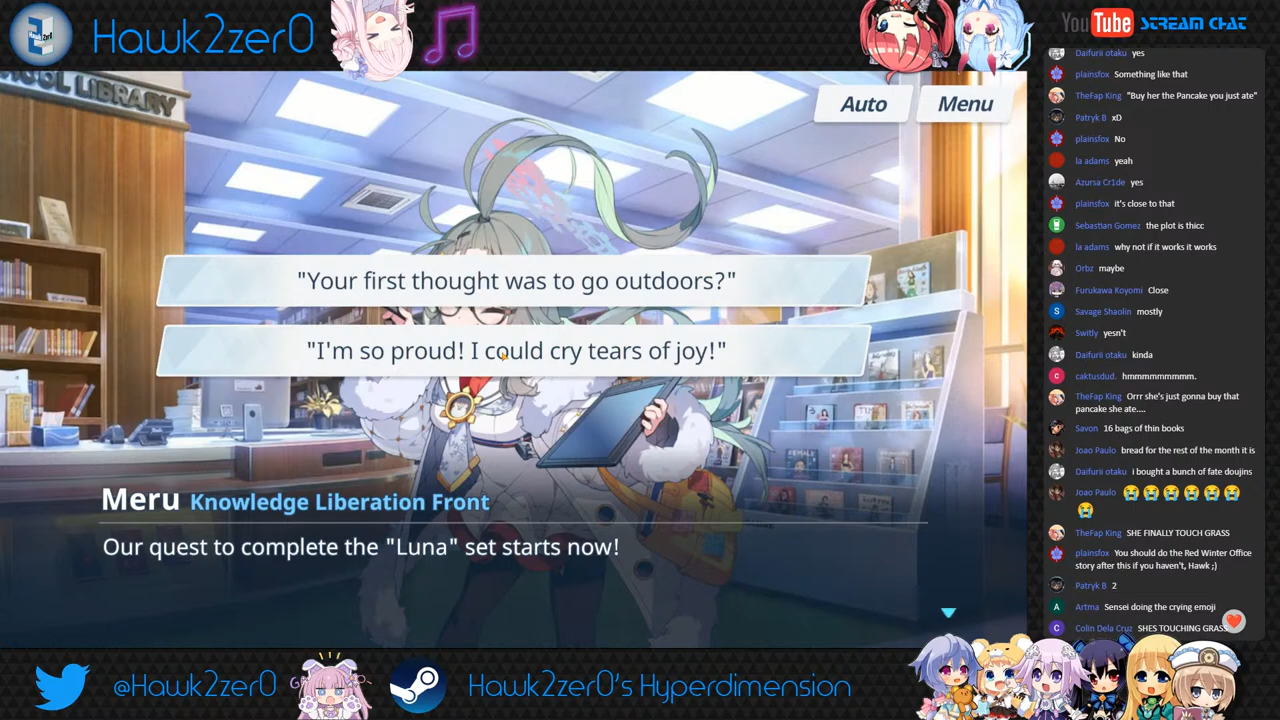 Hawk2zer0
YouTube STREAM CHAT
OOL LIBRARY
Auto
Menu
"Your first thought was to go outdoors?"
"I'm so proud! I could cry tears of joy!"
Meru Knowledge Liberation Front
Our quest to complete the "Luna" set starts now!
Daifurii otaku yes
plainsfox Something like that
TheFap King "Buy her the Pancake you just ate"
Patryk B xD
plainsfox No
la adams yeah
Azursa Cr1de yes
plainsfox it's close to that
Sebastian Gomez the plot is thicc
la adams why not if it works it works
Orbz maybe
Furukawa Koyomi Close
Savage Shaolin mostly
Switly yesn't
Daifurii otaku kinda
caktusdud. hmmmmmmmmm.
TheFap King Orrr she's just gonna buy that
pancake she ate....
Savon 16 bags of thin books
Joao Paulo bread for the rest of the month it is
Daifurii otaku i bought a bunch of fate doujins
Joao Paulo 😭😭😭😭😭😭
😭
TheFap King SHE FINALLY TOUCH GRASS
plainsfox You should do the Red Winter Office
story after this if you haven't, Hawk ;)
Patryk B 2
Artma Sensei doing the crying emoji
Colin Dela Cruz SHES TOUCHING GRASS
@Hawk2zer0
Hawk2zer0's Hyperdimension